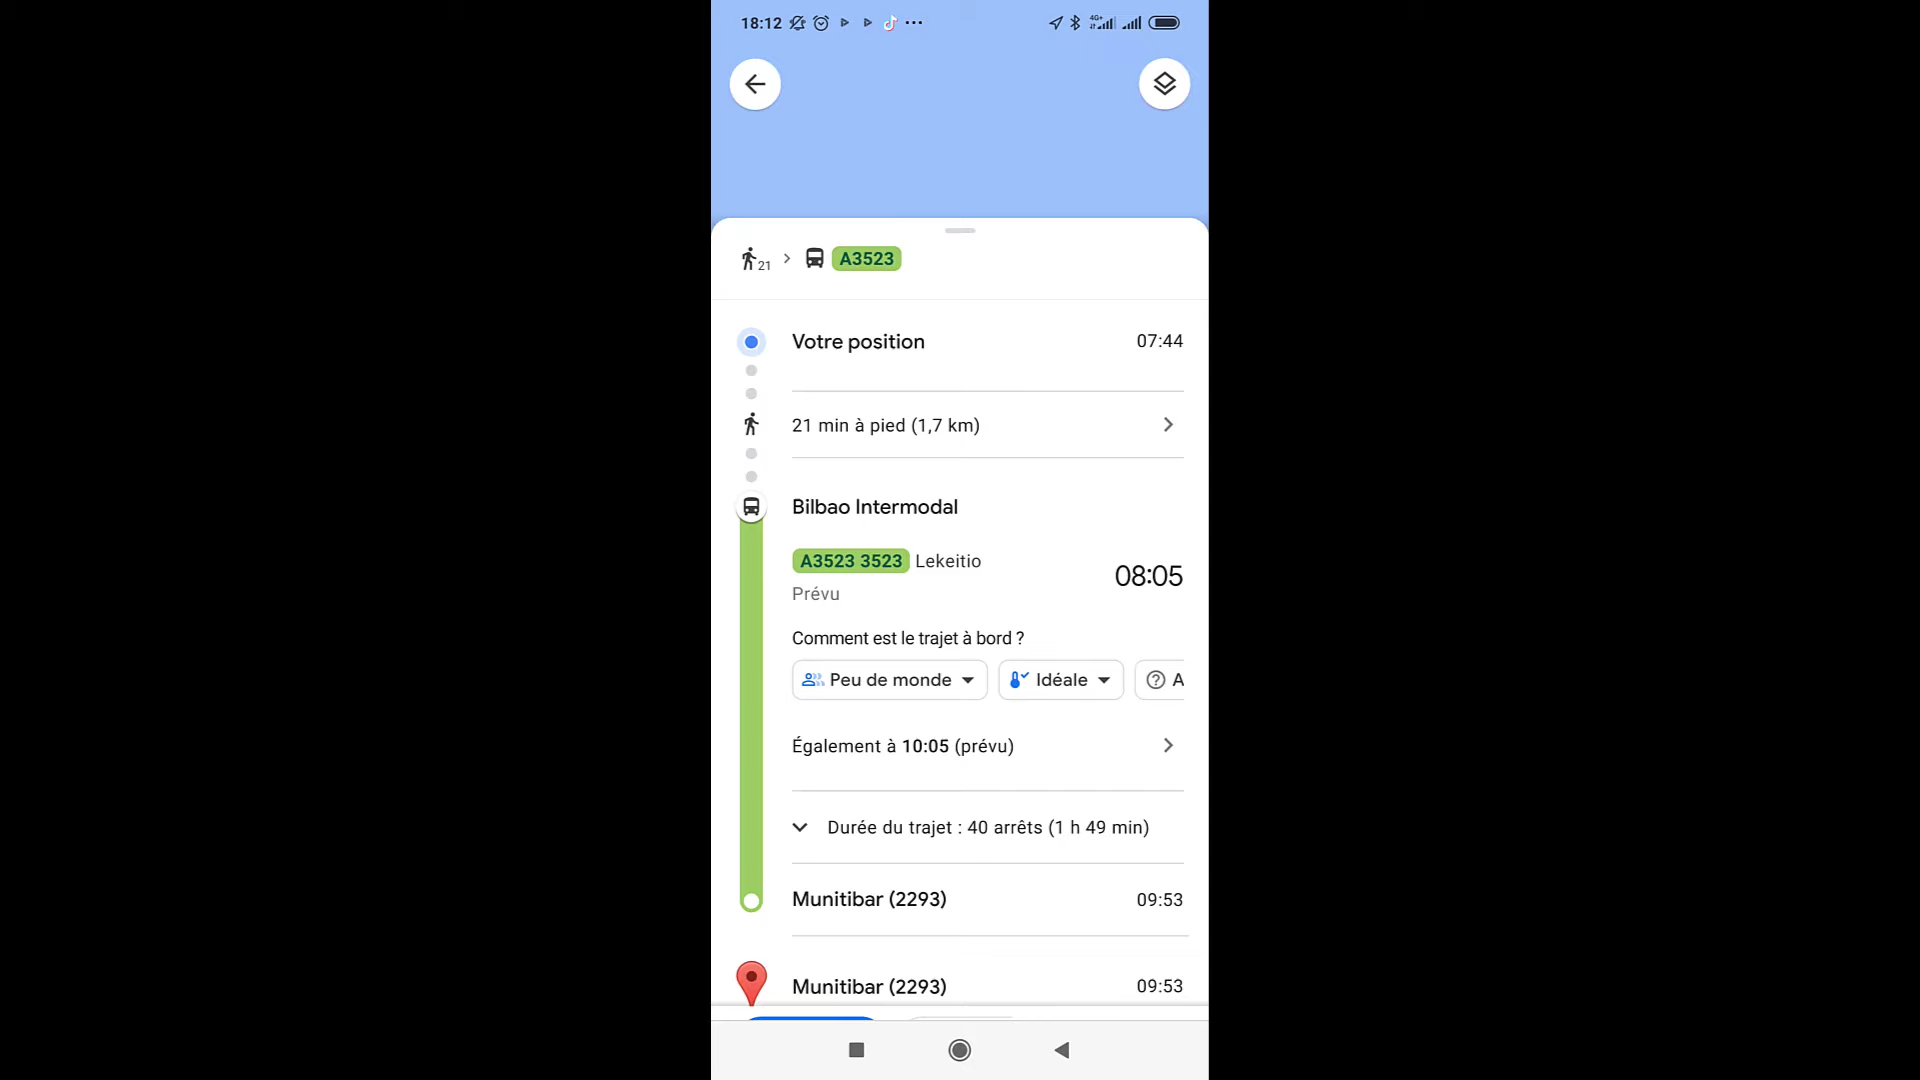 18:12
4G+
21
A3523
Votre position 07:44
21 min à pied (1,7 km)
Bilbao Intermodal
A3523 3523 Lekeitio
08:05
Prévu
Comment est le trajet à bord ?
Peu de monde Idéale A
Également à 10:05 (prévu)
Durée du trajet : 40 arrêts (1 h 49 min)
Munitibar (2293) 09:53
Munitibar (2293) 09:53